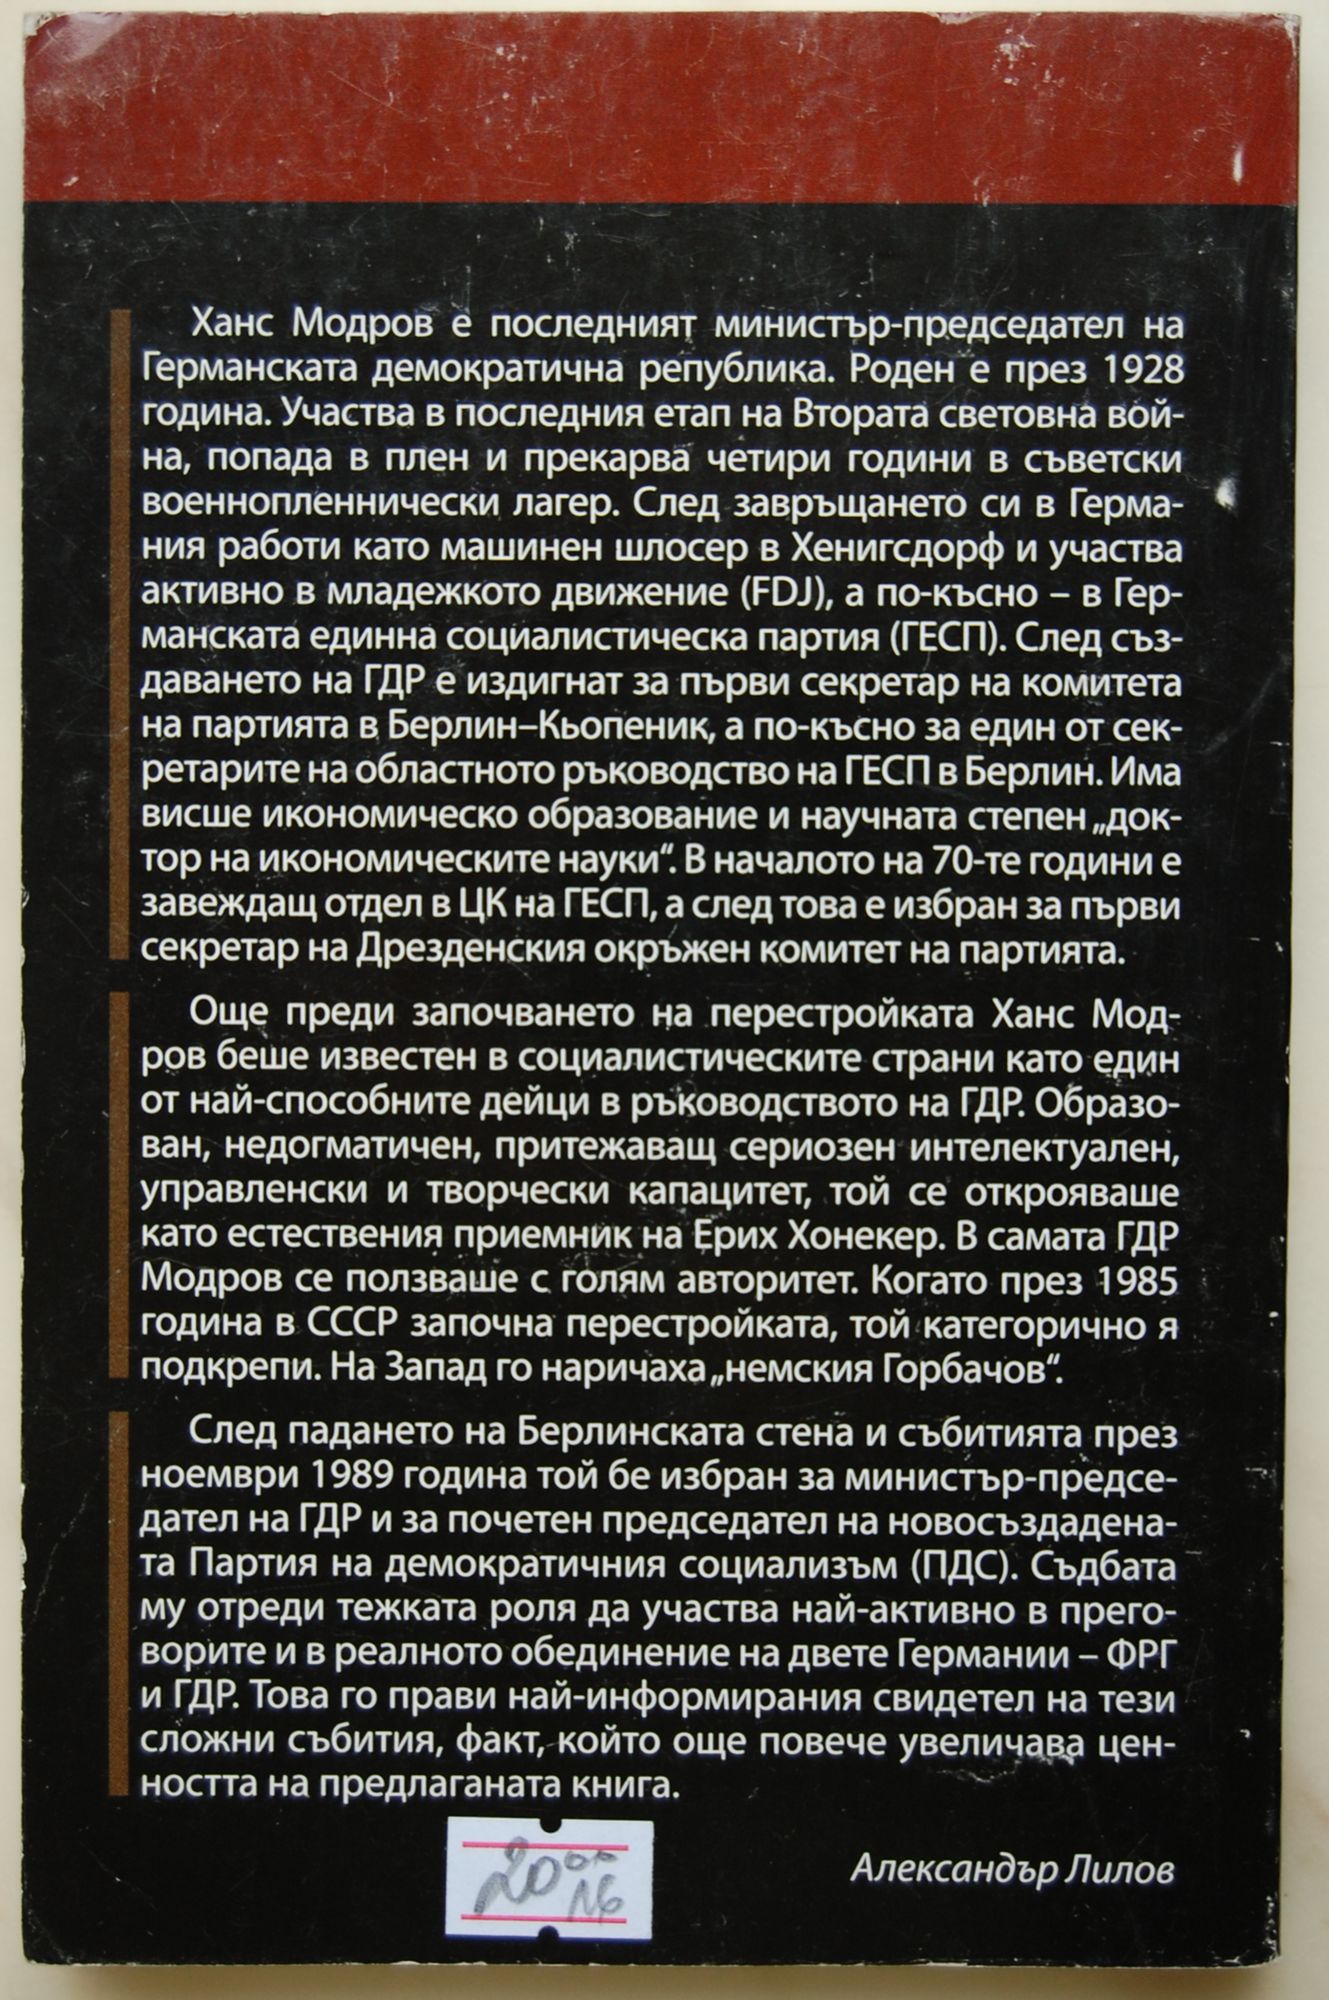 Ханс Модров е последният министър-председател на
Германската демократична република. Роден е през 1928
година. Участва в последния етап на Втората световна вой-
на, попада в плен и прекарва четири години в съветски
военнопленнически лагер. След завръщането си в Герма-
ния работи като машинен шлосер в Хенигсдорф и участва
активно в младежкото движение (FDJ), а по-късно – в Гер-
манската единна социалистическа партия (ГЕСП). След съз-
даването на ГДР е издигнат за първи секретар на комитета
на партията в Берлин–Кьопеник, а по-късно за един от сек-
ретарите на областното ръководство на ГЕСП в Берлин. Има
висше икономическо образование и научната степен „док-
тор на икономическите науки“. В началото на 70-те години е
завеждащ отдел в ЦК на ГЕСП, а след това е избран за първи
секретар на Дрезденския окръжен комитет на партията.
Още преди започването на перестройката Ханс Мод-
ров беше известен в социалистическите страни като един
от най-способните дейци в ръководството на ГДР. Образо-
ван, недогматичен, притежаващ сериозен интелектуален,
управленски и творчески капацитет, той се открояваше
като естествения приемник на Ерих Хонекер. В самата ГДР
Модров се ползваше с голям авторитет. Когато през 1985
година в СССР започна перестройката, той категорично я
подкрепи. На Запад го наричаха „немския Горбачов“.
След падането на Берлинската стена и събитията през
ноември 1989 година той бе избран за министър-предсе-
дател на ГДР и за почетен председател на новосъздадена-
та Партия на демократичния социализъм (ПДС). Съдбата
му отреди тежката роля да участва най-активно в прего-
ворите и в реалното обединение на двете Германии – ФРГ
и ГДР. Това го прави най-информирания свидетел на тези
сложни събития, факт, който още повече увеличава цен-
ността на предлаганата книга.
Александър Лилов
20